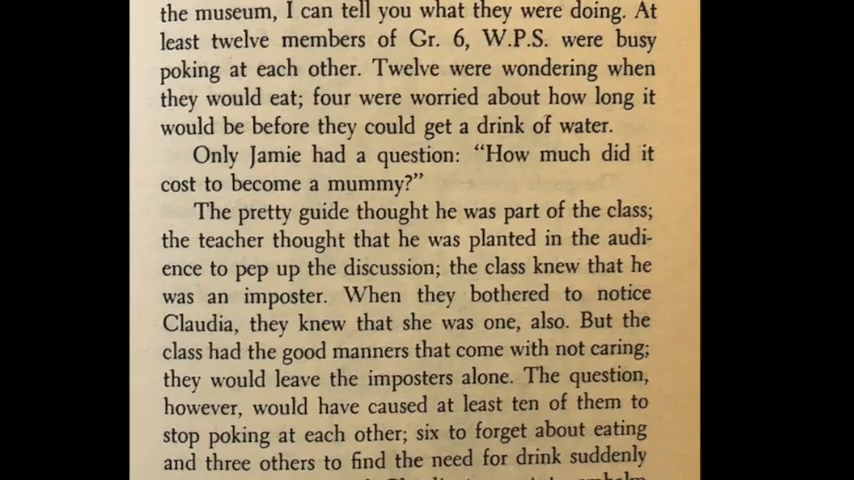 the museum, I can tell you what they were doing. At
least twelve members of Gr. 6, W.P.S. were busy
poking at each other. Twelve were wondering when
they would eat; four were worried about how long it
would be before they could get a drink of water.
Only Jamie had a question: “How much did it
cost to become a mummy?”
The pretty guide thought he was part of the class;
the teacher thought that he was planted in the audi-
ence to pep up the discussion; the class knew that he
was an imposter. When they bothered to notice
Claudia, they knew that she was one, also. But the
class had the good manners that come with not caring;
they would leave the imposters alone. The question,
however, would have caused at least ten of them to
stop poking at each other; six to forget about eating
and three others to find the need for drink suddenly